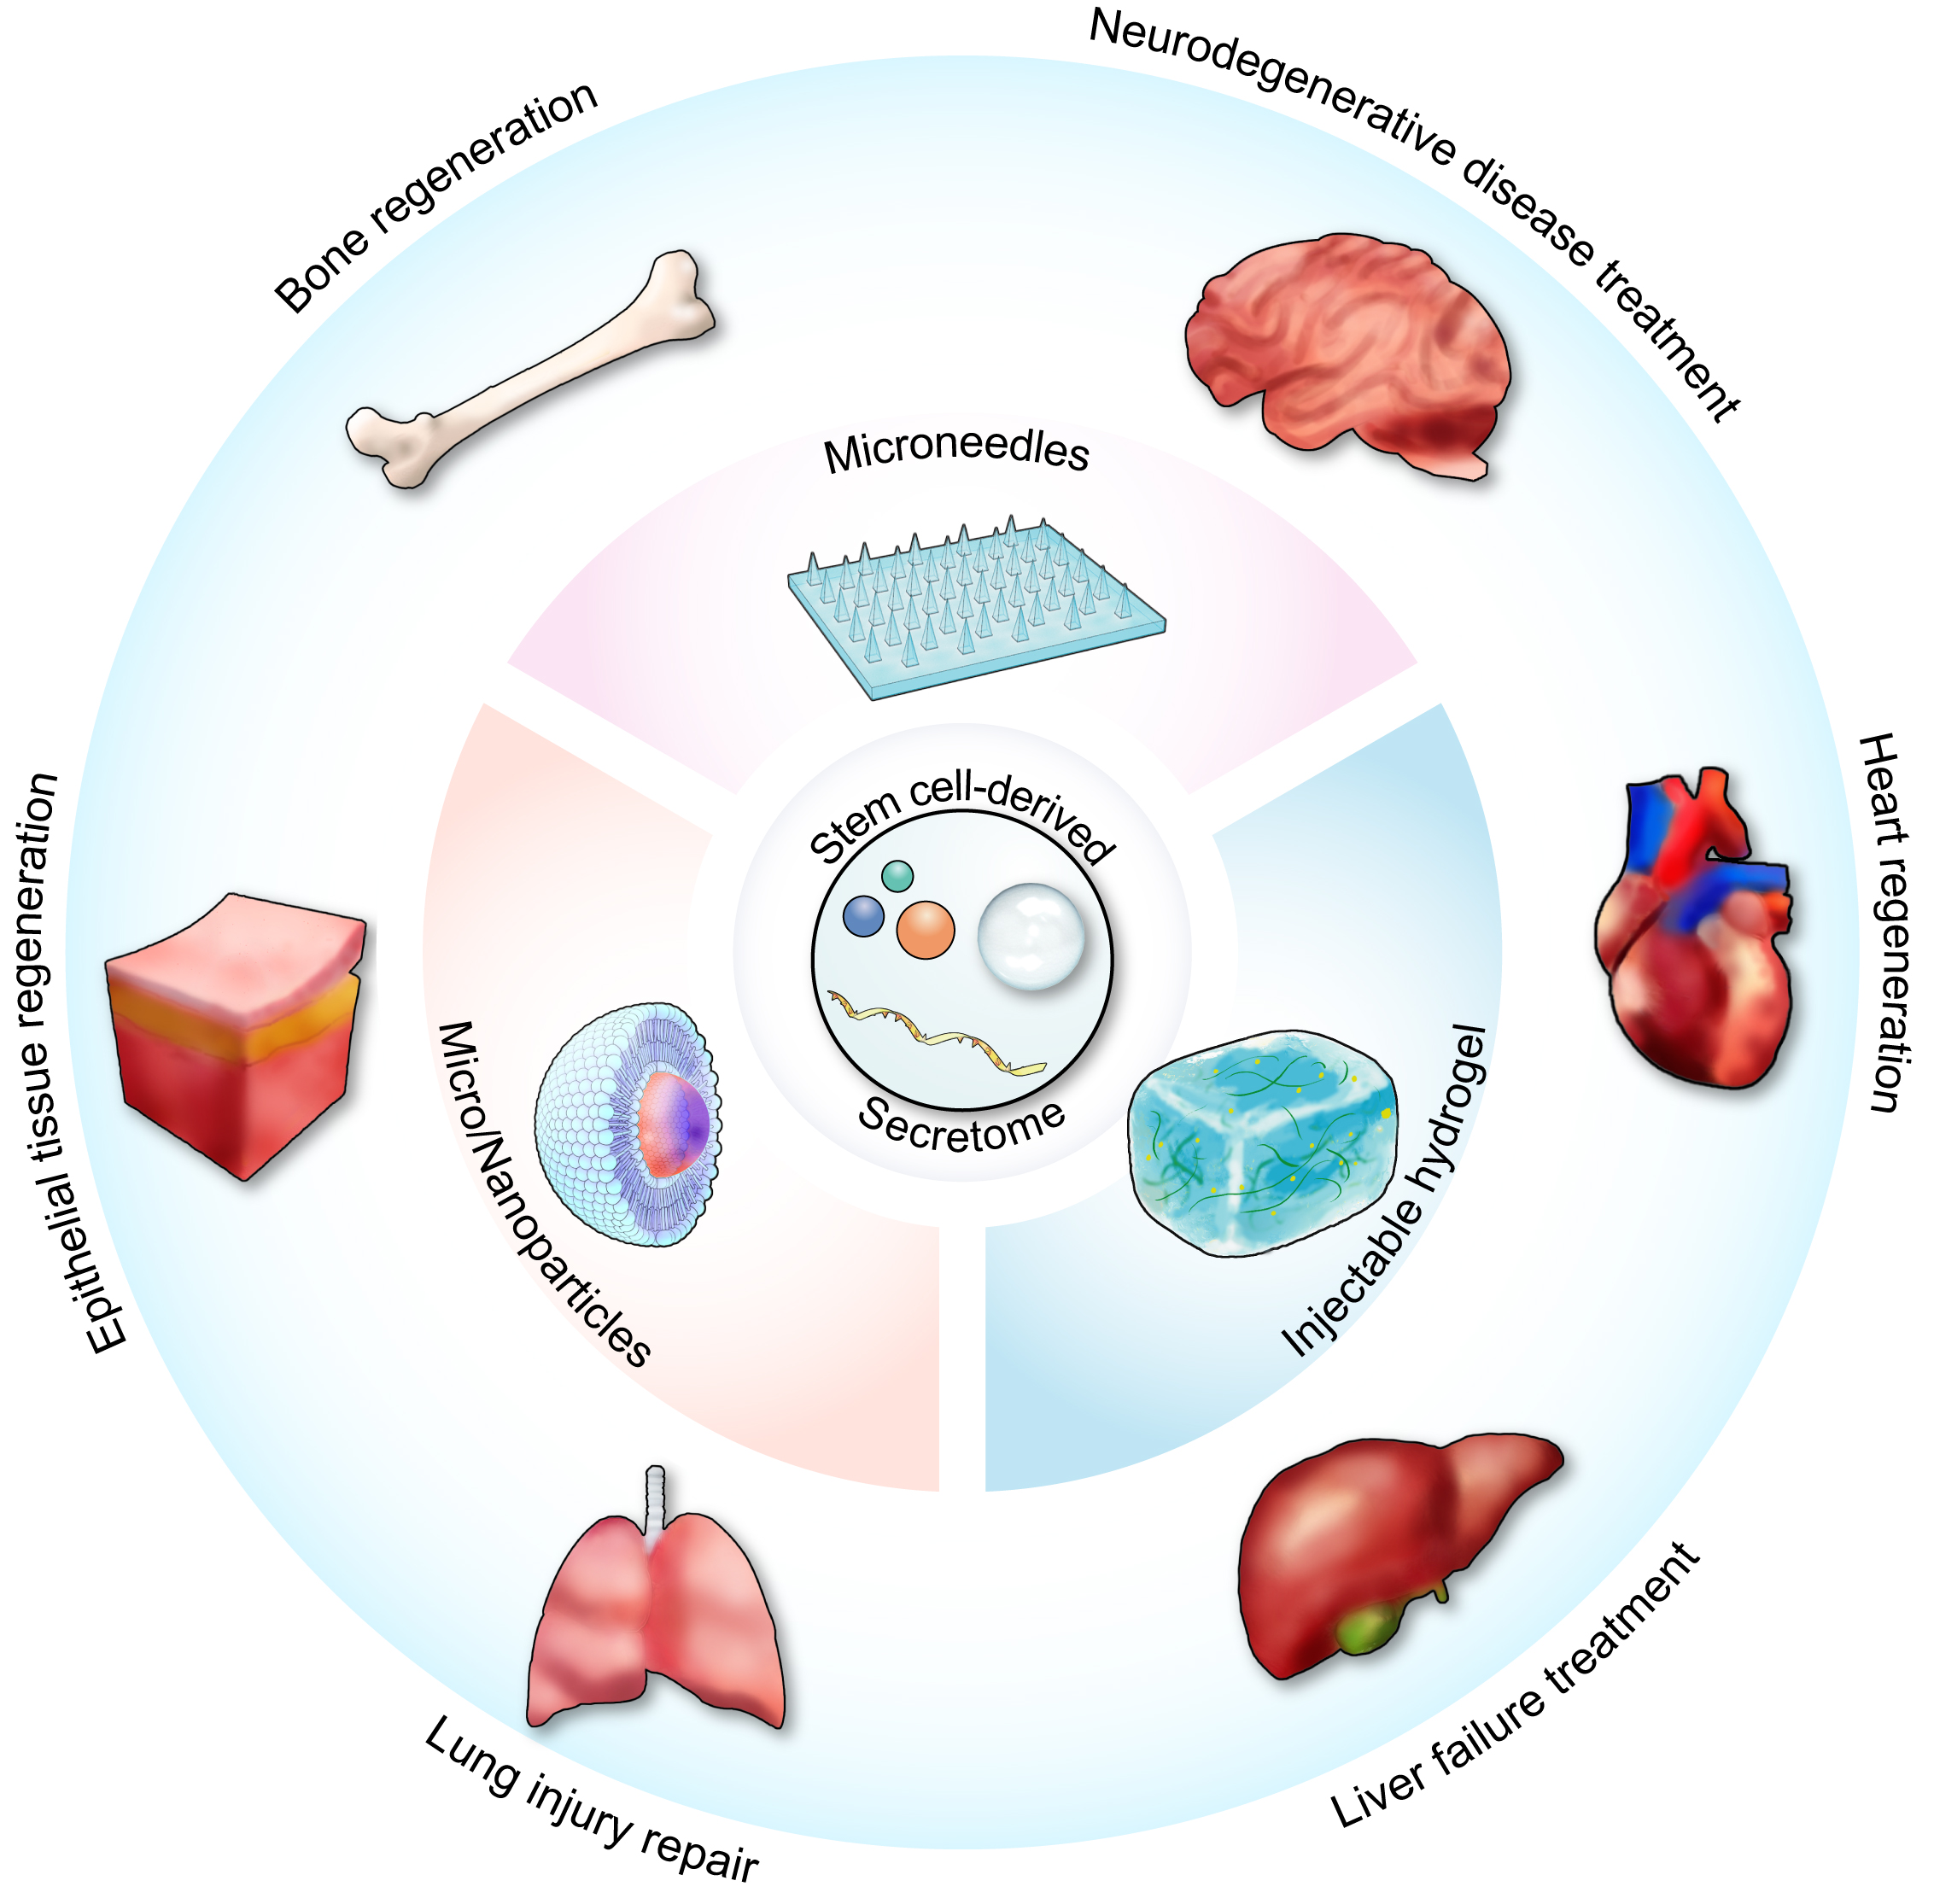 Neurodegenerative disease treatment
Bone regeneration
Microneedles
Heart regeneration
Epithelial tissue regeneration
Stem cell-derived
Secretome
Micro/Nanoparticles
Injectable hydrogel
Liver failure treatment
Lung injury repair